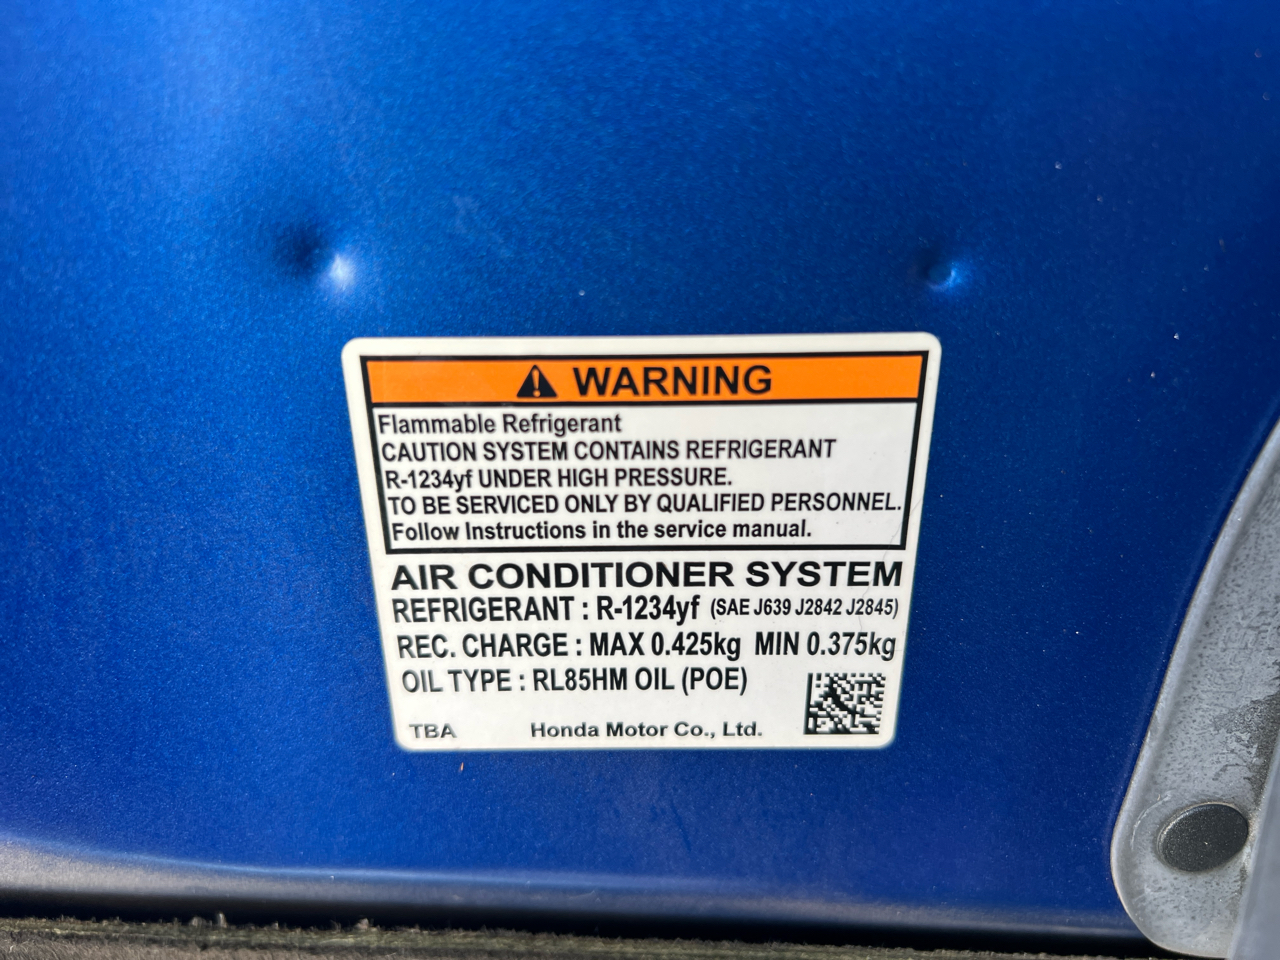 WARNING
Flammable Refrigerant
CAUTION SYSTEM CONTAINS REFRIGERANT
R-1234yf UNDER HIGH PRESSURE.
TO BE SERVICED ONLY BY QUALIFIED PERSONNEL.
Follow Instructions in the service manual.
AIR CONDITIONER SYSTEM
REFRIGERANT : R-1234yf (SAE J639 J2842 J2845)
REC. CHARGE : MAX 0.425kg MIN 0.375kg
OIL TYPE : RL85HM OIL (POE)
TBA Honda Motor Co., Ltd.